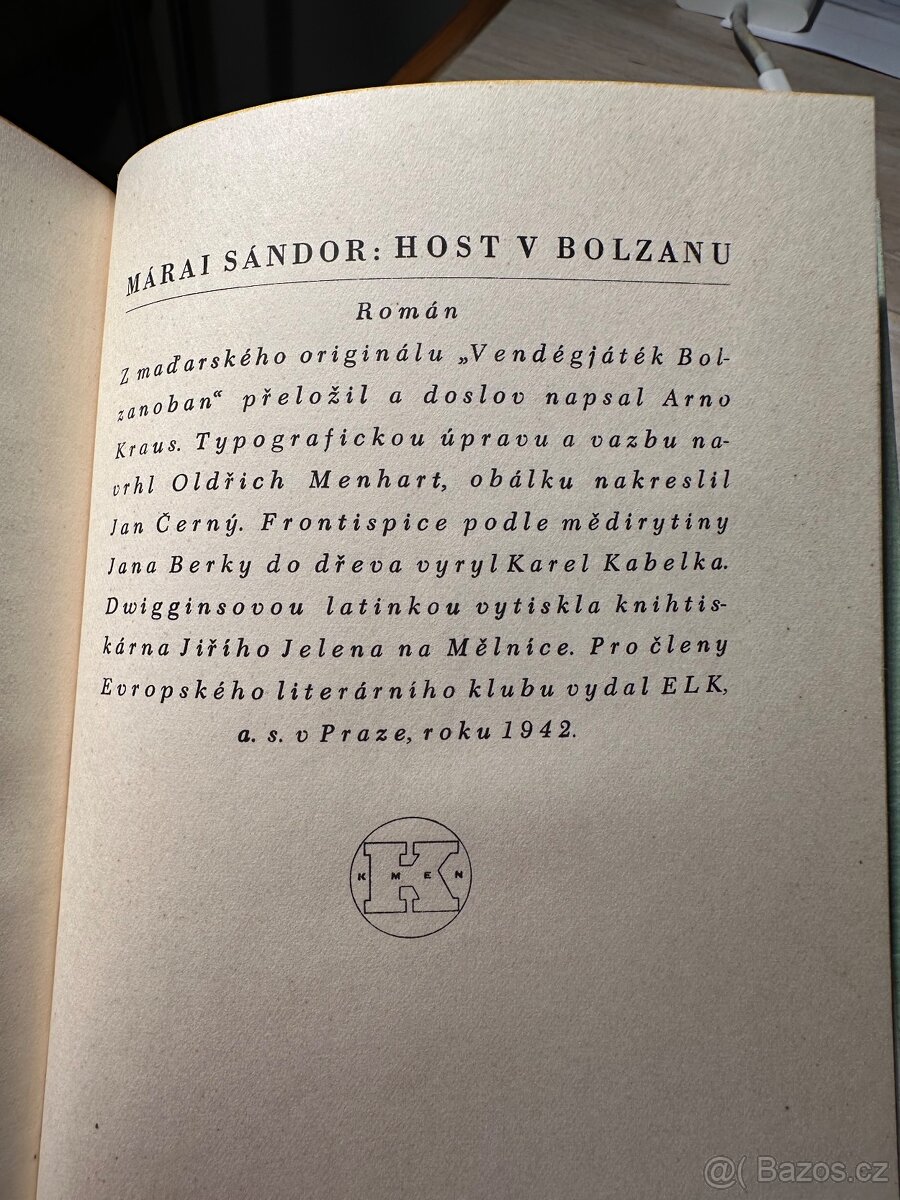 MÁRAI SÁNDOR: HOST V BOLZANU
Román
Z maďarského originálu „Vendégjáték Bol-
zanoban“ přeložil a doslov napsal Arno
Kraus. Typografickou úpravu a vazbu na-
vrhl Oldřich Menhart, obálku nakreslil
Jan Černý. Frontispice podle mědirytiny
Jana Berky do dřeva vyryl Karel Kabelka.
Dwigginsovou latinkou vytiskla knihtis-
kárna Jiřího Jelena na Mělníce. Pro členy
Evropského literárního klubu vydal ELK,
a. s. v Praze, roku 1942.
K
KMEN
@( Bazos.cz